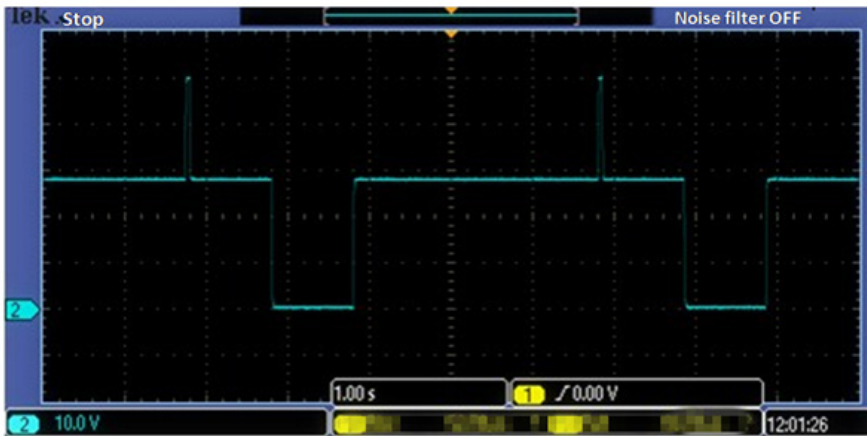 Tek Stop
Noise filter OFF
2
1.00 s
1 ∫ 0.00 V
2 10.0 V
12:01:26